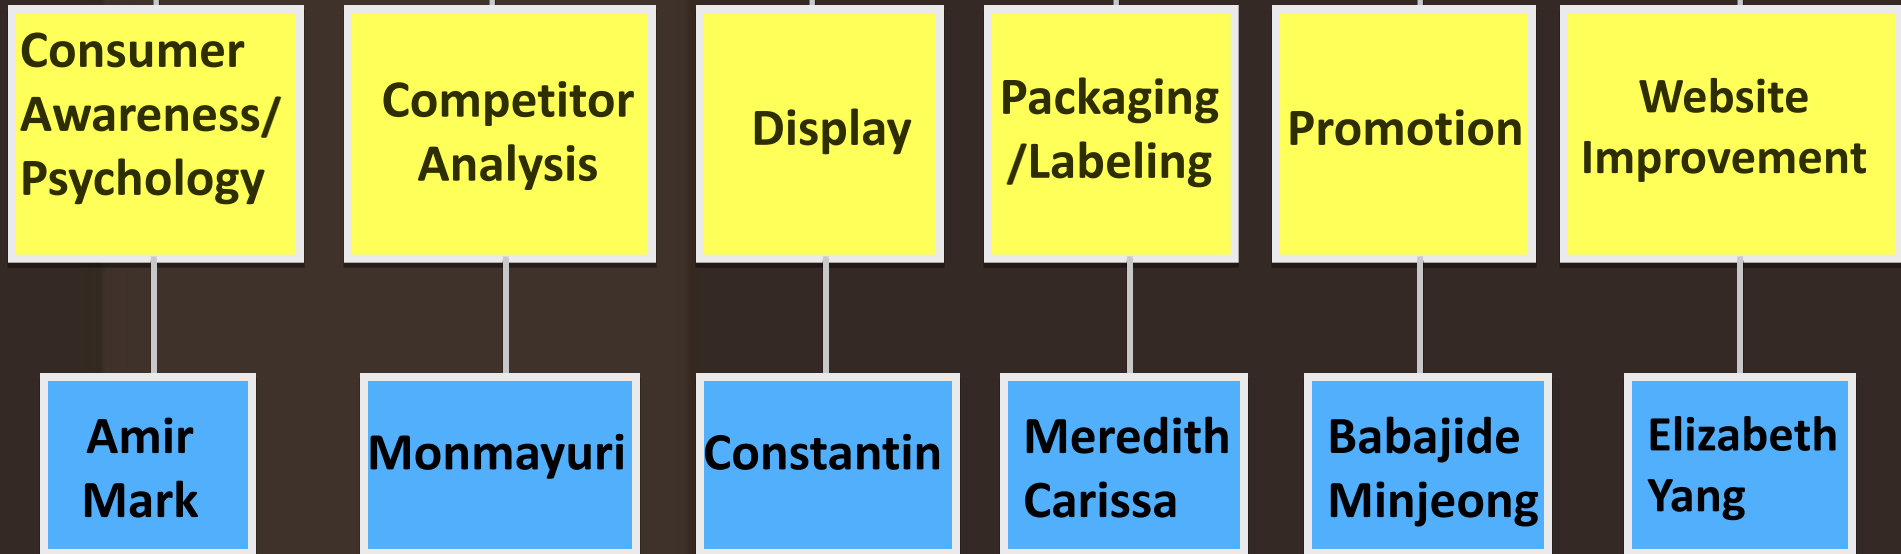 Consumer
Awareness/
Psychology
Competitor
Analysis
Display
Packaging
/Labeling
Promotion
Website
Improvement
Amir
Mark
Monmayuri
Constantin
Meredith
Carissa
Babajide
Minjeong
Elizabeth
Yang